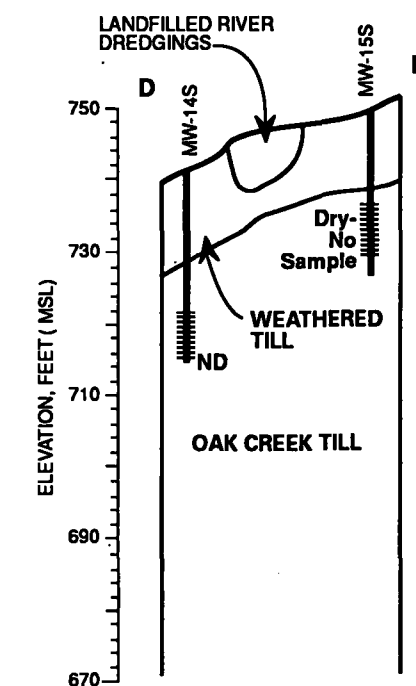 LANDFILLED RIVER
DREDGINGS
D
MW-14S
MW-15S
750
730
710
690
670
ELEVATION, FEET ( MSL)
Dry-
No
Sample
WEATHERED
TILL
ND
OAK CREEK TILL